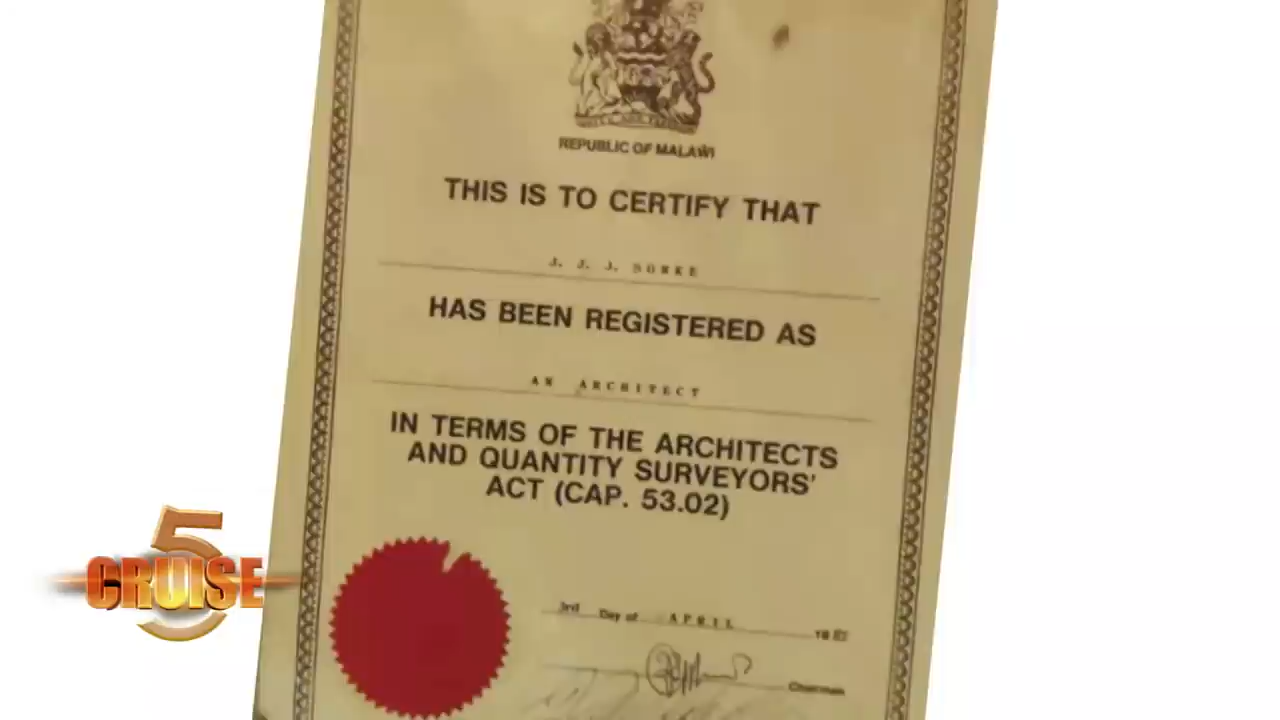 REPUBLIC OF MALAWI
THIS IS TO CERTIFY THAT
J. J. J.
HAS BEEN REGISTERED AS
AN ARCHITECT
IN TERMS OF THE ARCHITECTS
AND QUANTITY SURVEYORS'
ACT (CAP. 53.02)
3rd Day of APRIL
Chairman
5
CRUISE